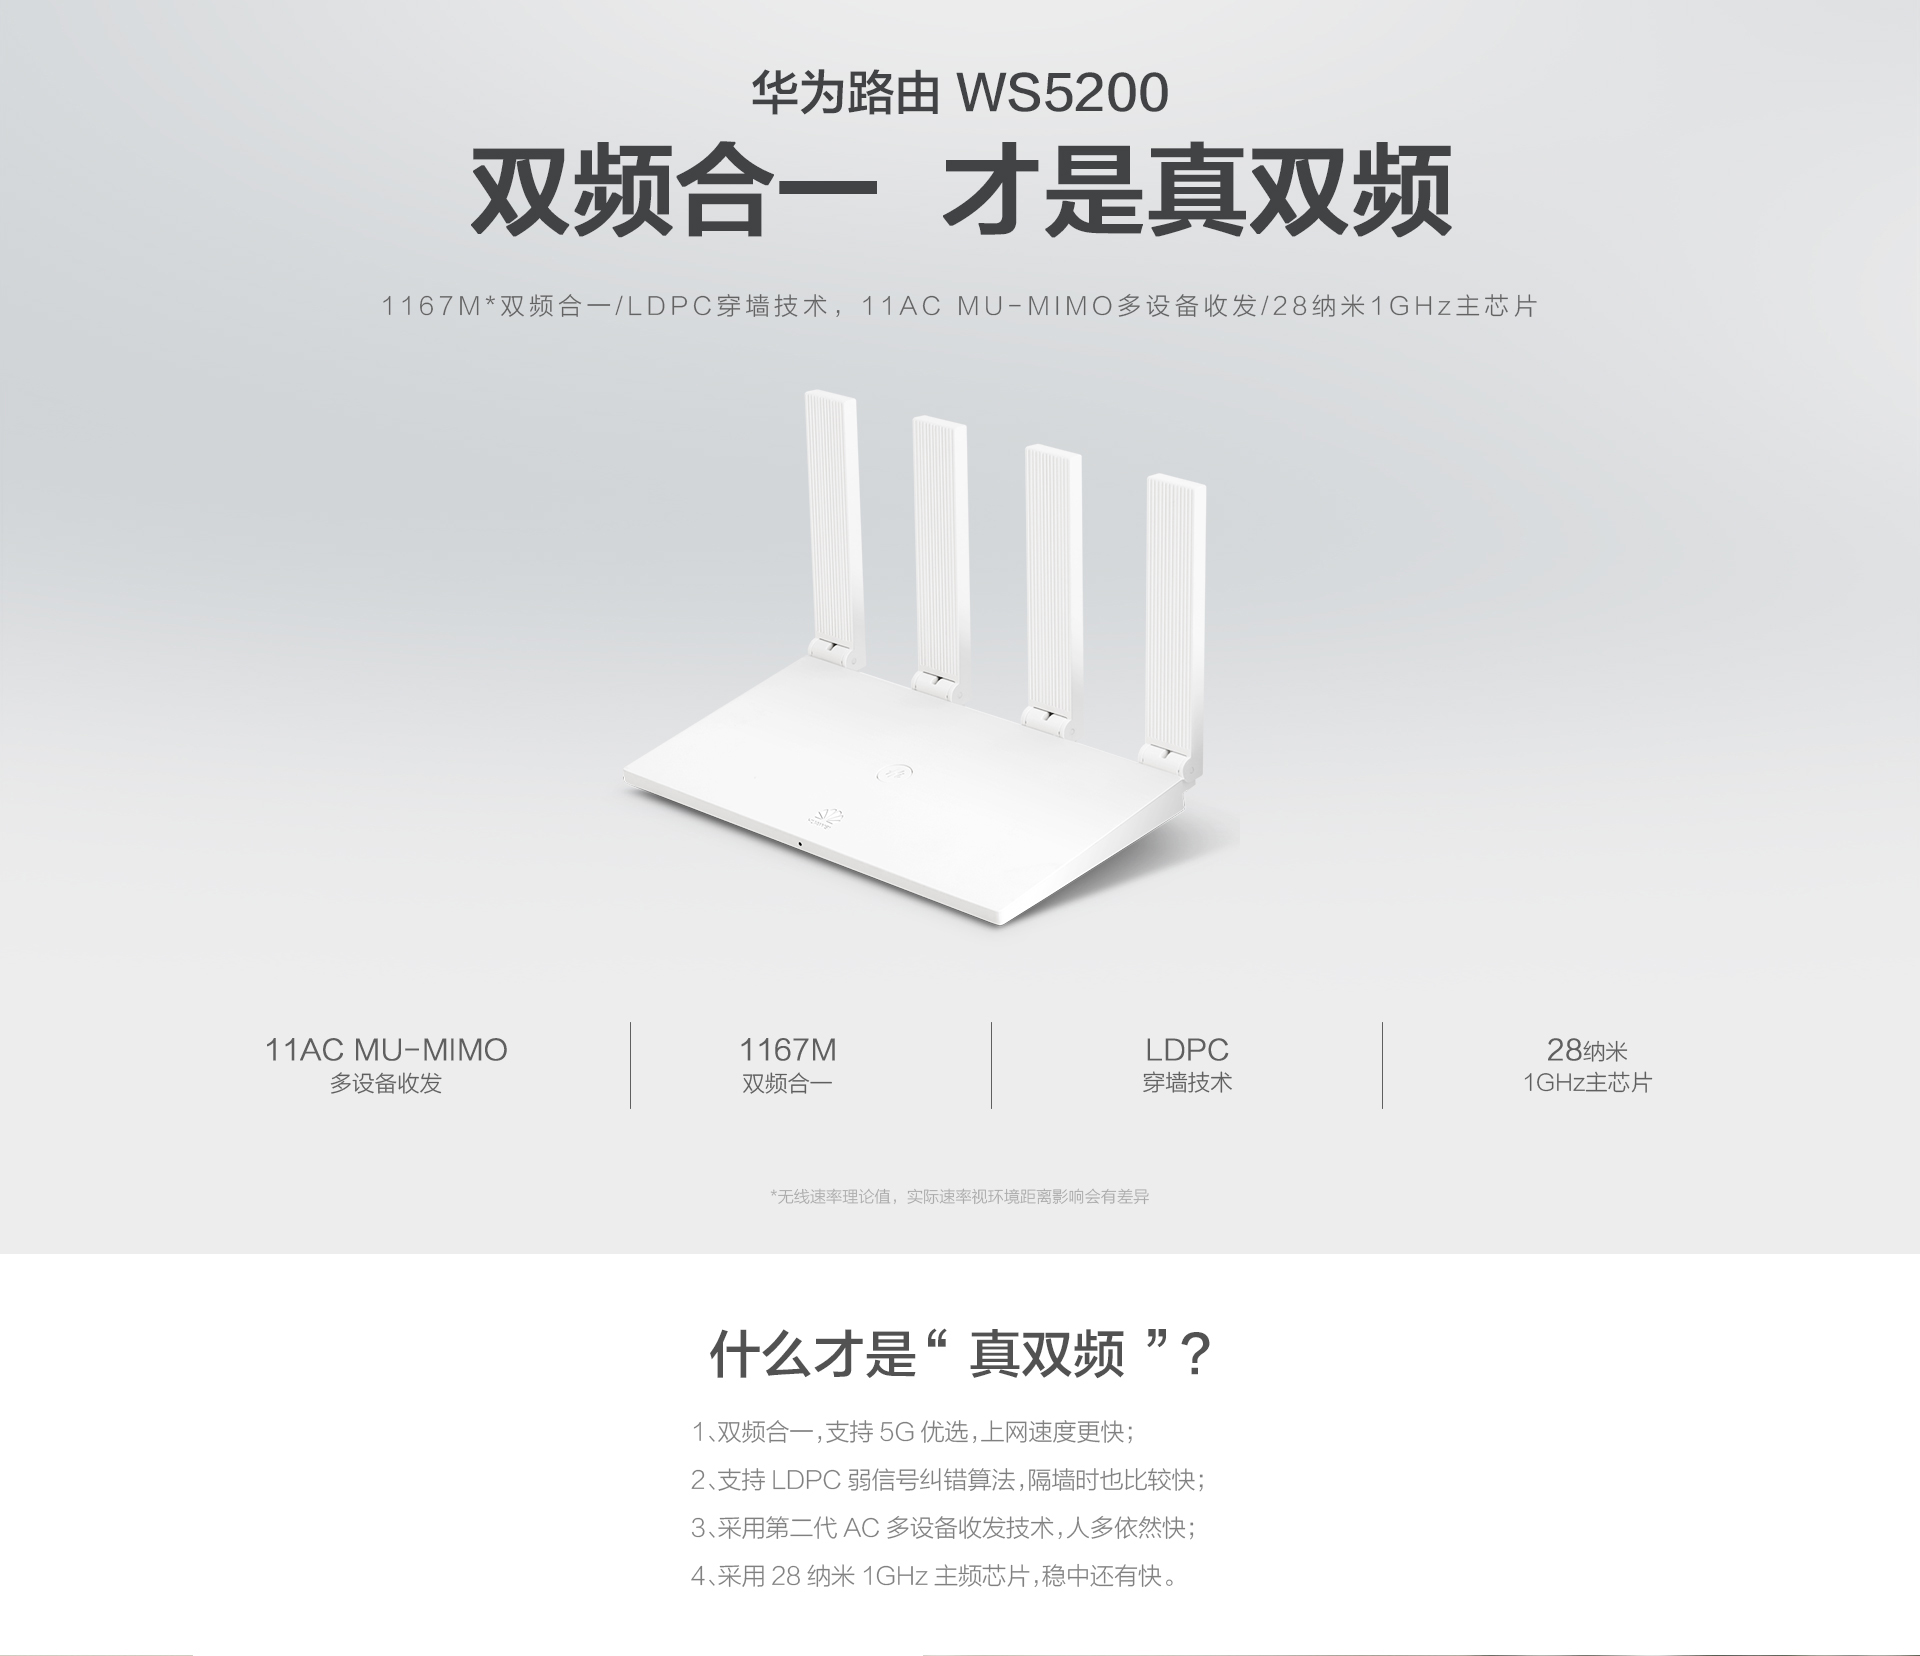 华为路由 WS5200
双频合一 才是真双频
1167M*双频合一/LDPC穿墙技术，11AC MU-MIMO多设备收发/28纳米1GHz主芯片
11AC MU-MIMO
多设备收发
1167M
双频合一
LDPC
穿墙技术
28纳米
1GHz主芯片
*无线速率理论值，实际速率视环境距离影响会有差异
什么才是“ 真双频 ”?
1、双频合一，支持 5G 优选，上网速度更快；
2、支持 LDPC 弱信号纠错算法，隔墙时也比较快；
3、采用第二代 AC 多设备收发技术，人多依然快；
4、采用 28 纳米 1GHz 主频芯片，稳中还有快。